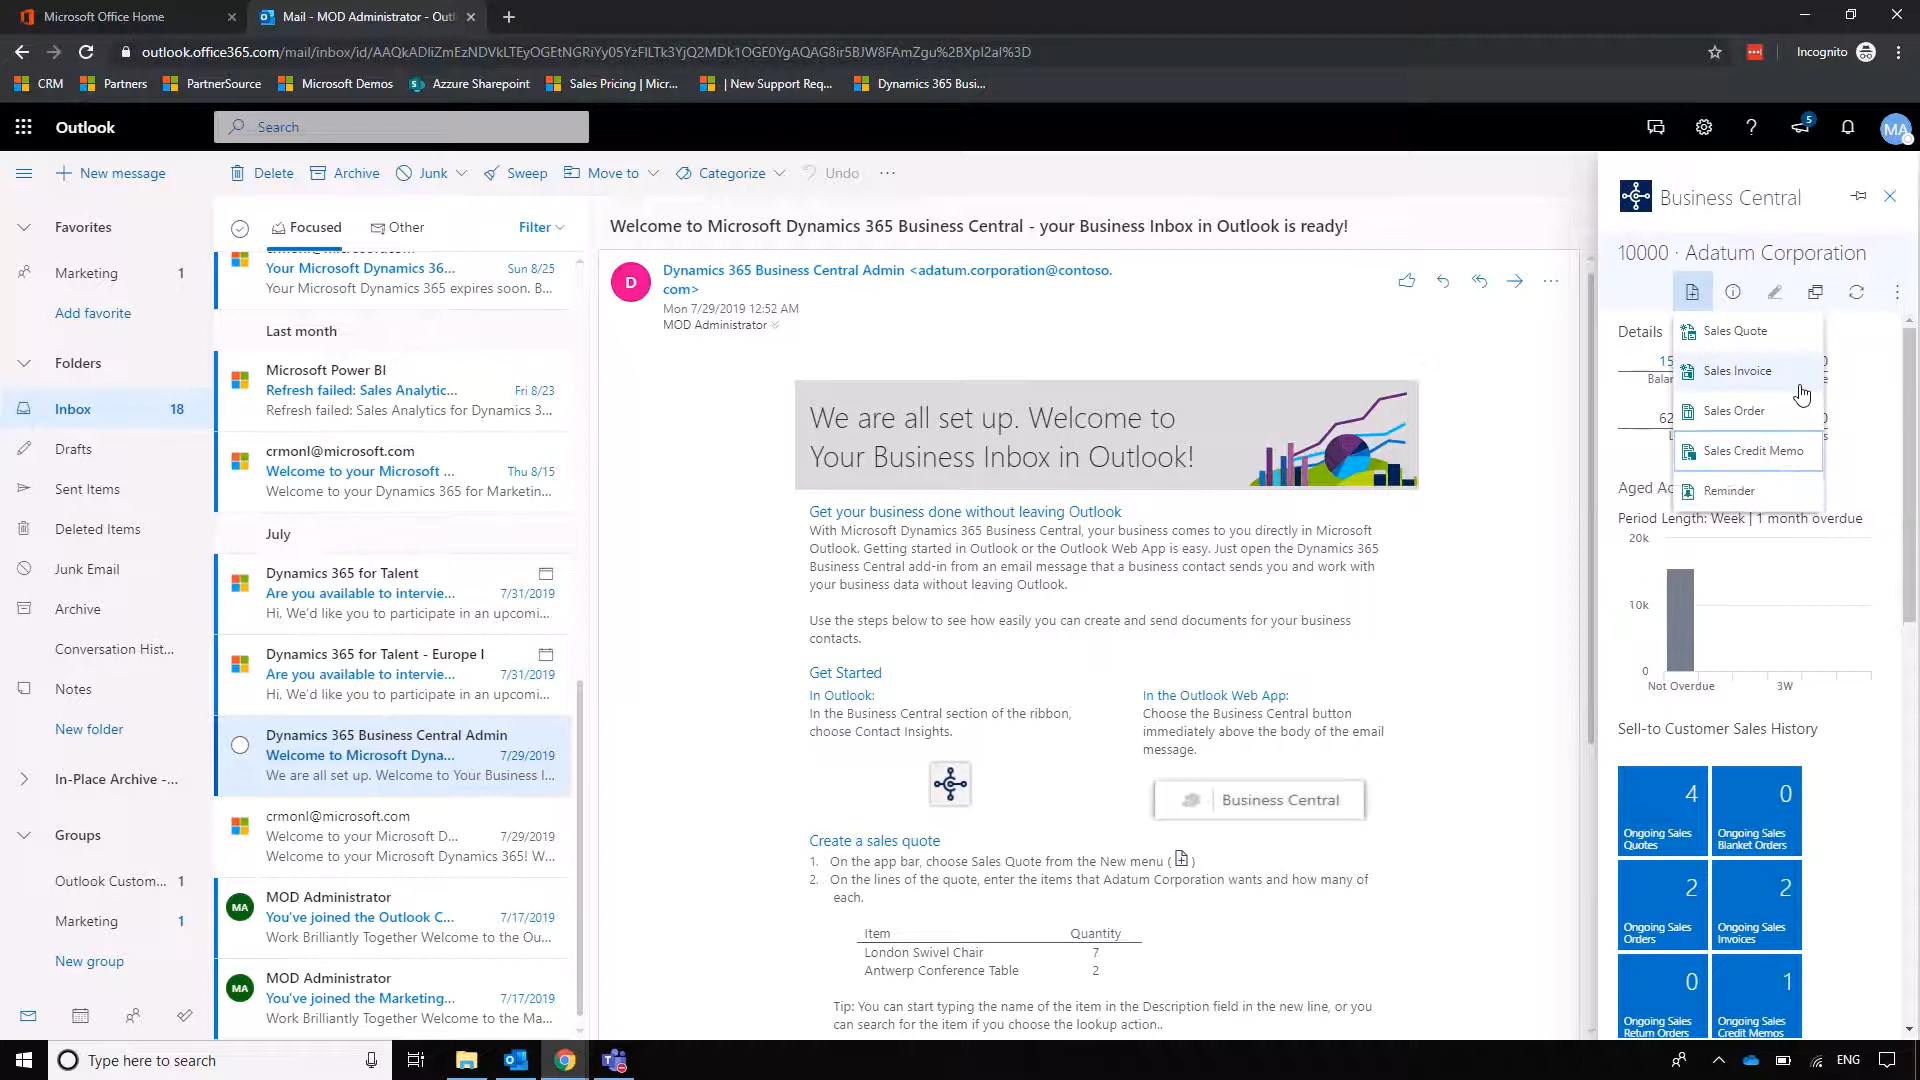 Microsoft Office Home
Mail - MOD Administrator - Outl
outlook.office365.com/mail/inbox/id/
Incognito
CRM
Partners
PartnerSource
Microsoft Demos
Azzure Sharepoint
Sales Pricing | Micr...
| New Support Req...
Dynamics 365 Busi...
Outlook
Search
5
MA
New message
Delete
Archive
Junk
Sweep
Move to
Categorize
Undo
Favorites
Marketing 1
Add favorite
Folders
Inbox 18
Drafts
Sent Items
Deleted Items
Junk Email
Archive
Conversation Hist...
Notes
New folder
In-Place Archive -...
Groups
Outlook Custom... 1
Marketing 1
New group
Focused
Other
Filter
Your Microsoft Dynamics 36... Sun 8/25
Your Microsoft Dynamics 365 expires soon. B...
Last month
Microsoft Power BI
Refresh failed: Sales Analytic... Fri 8/23
Refresh failed: Sales Analytics for Dynamics 3...
crmonl@microsoft.com
Welcome to your Microsoft ... Thu 8/15
Welcome to your Dynamics 365 for Marketin...
July
Dynamics 365 for Talent
Are you available to intervie... 7/31/2019
Hi, We'd like you to participate in an upcomi...
Dynamics 365 for Talent - Europe I
Are you available to intervie... 7/31/2019
Hi, We'd like you to participate in an upcomi...
Dynamics 365 Business Central Admin
Welcome to Microsoft Dyna... 7/29/2019
We are all set up. Welcome to Your Business I...
crmonl@microsoft.com
Welcome to your Microsoft D... 7/29/2019
Welcome to your Microsoft Dynamics 365! W...
MA
MOD Administrator
You've joined the Outlook C... 7/17/2019
Work Brilliantly Together Welcome to the Ou...
MA
MOD Administrator
You've joined the Marketing... 7/17/2019
Work Brilliantly Together Welcome to the Ma...
Welcome to Microsoft Dynamics 365 Business Central - your Business Inbox in Outlook is ready!
D
Dynamics 365 Business Central Admin <adatum.corporation@contoso.
com>
Mon 7/29/2019 12:52 AM
MOD Administrator
We are all set up. Welcome to
Your Business Inbox in Outlook!
Get your business done without leaving Outlook
With Microsoft Dynamics 365 Business Central, your business comes to you directly in Microsoft
Outlook. Getting started in Outlook or the Outlook Web App is easy. Just open the Dynamics 365
Business Central add-in from an email message that a business contact sends you and work with
your business data without leaving Outlook.
Use the steps below to see how easily you can create and send documents for your business
contacts.
Get Started
In Outlook:
In the Business Central section of the ribbon,
choose Contact Insights.
In the Outlook Web App:
Choose the Business Central button
immediately above the body of the email
message.
Business Central
Create a sales quote
1. On the app bar, choose Sales Quote from the New menu ( )
2. On the lines of the quote, enter the items that Adatum Corporation wants and how many of
each.
Item Quantity
London Swivel Chair 7
Antwerp Conference Table 2
Tip: You can start typing the name of the item in the Description field in the new line, or you
can search for the item if you choose the lookup action..
Business Central
10000 · Adatum Corporation
Details
Sales Quote
Sales Invoice
Sales Order
Sales Credit Memo
Reminder
15
Balan
62
Aged Ac
Period Length: Week | 1 month overdue
20k
10k
0
Not Overdue 3W
Sell-to Customer Sales History
4
Ongoing Sales
Quotes
0
Ongoing Sales
Blanket Orders
2
Ongoing Sales
Orders
2
Ongoing Sales
Invoices
0
Ongoing Sales
Return Orders
1
Ongoing Sales
Credit Memos
Type here to search
ENG